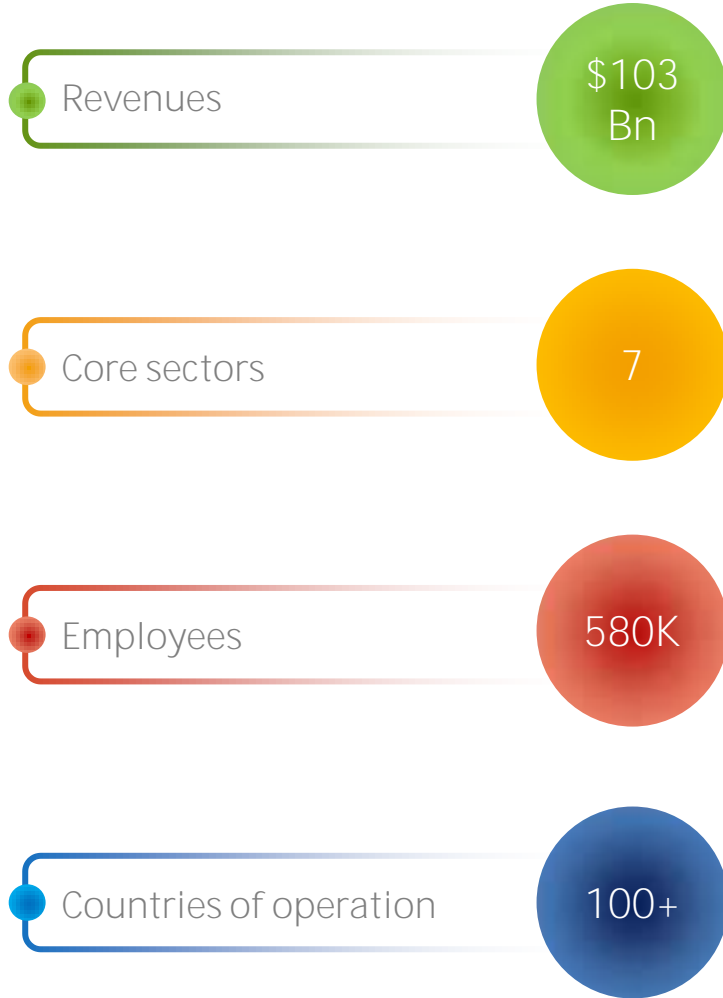 Revenues
$103
Bn
Core sectors
7
Employees
580K
Countries of operation
100+